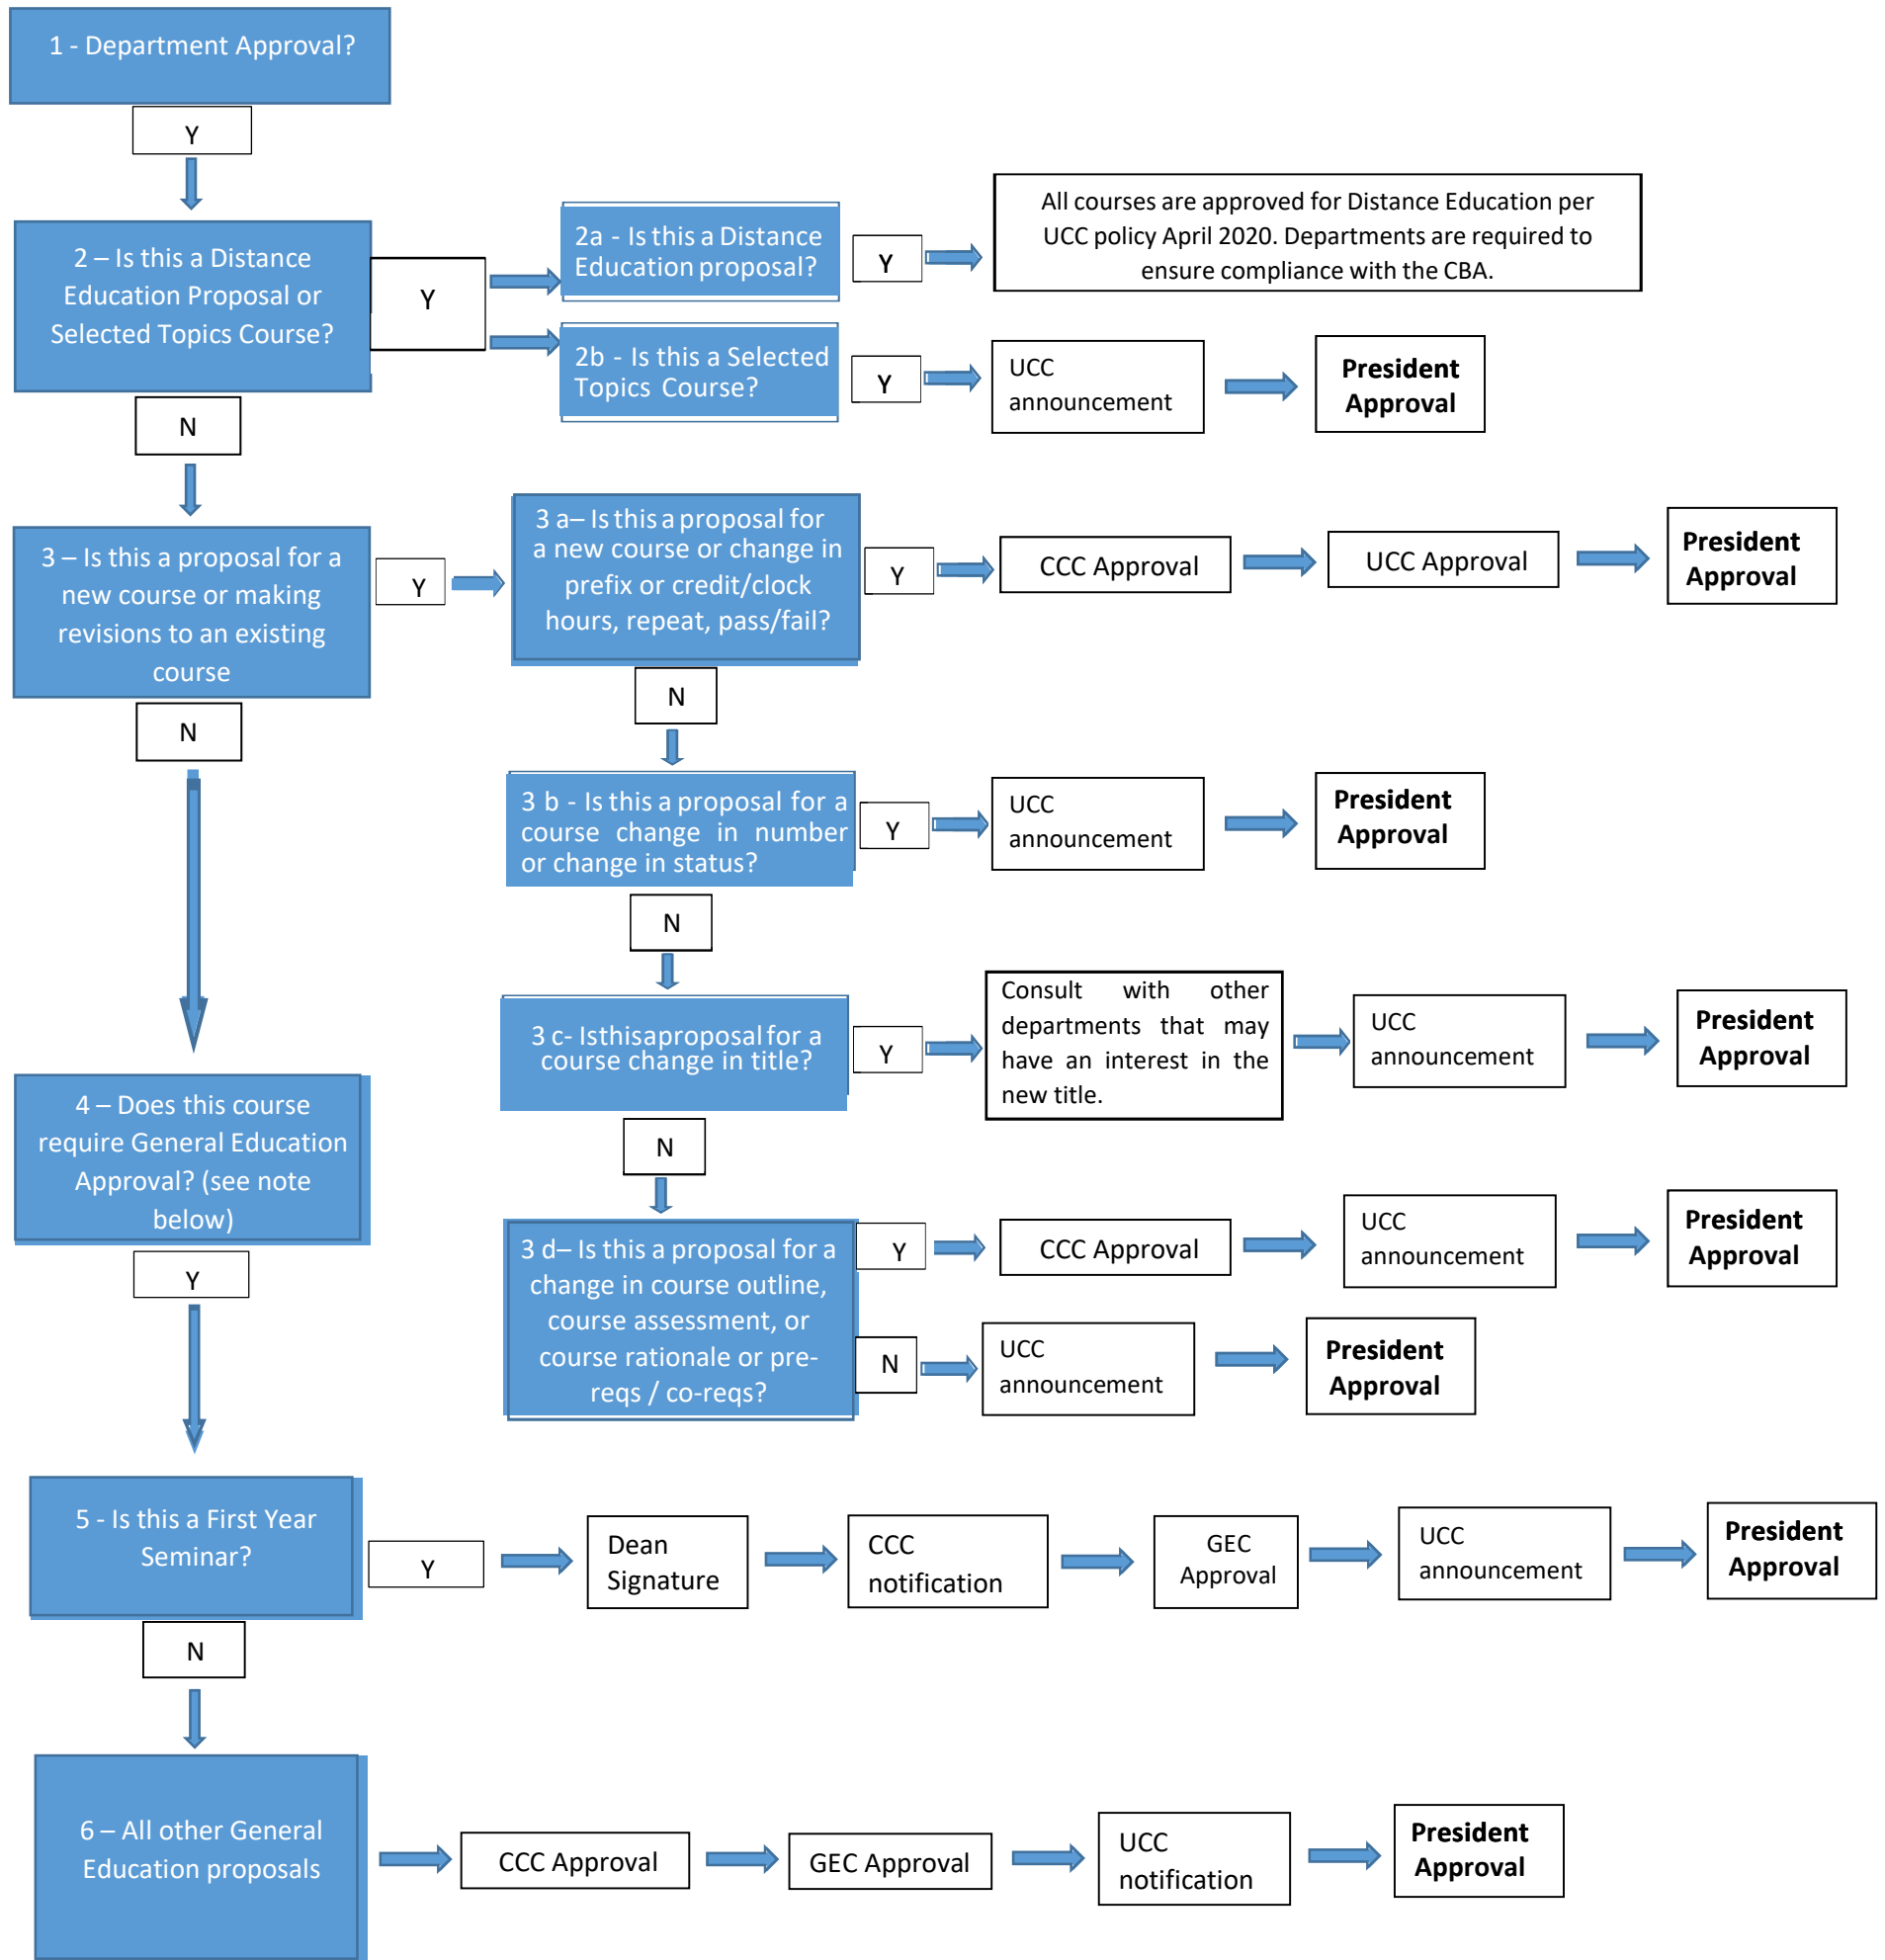 1 - Department Approval?
Y
2 – Is this a Distance
Education Proposal or
Selected Topics Course?
Y
2a - Is this a Distance
Education proposal?
Y
All courses are approved for Distance Education per
UCC policy April 2020. Departments are required to
ensure compliance with the CBA.
2b - Is this a Selected
Topics Course?
Y
UCC
announcement
President
Approval
N
3 – Is this a proposal for a
new course or making
revisions to an existing
course
Y
3 a– Is this a proposal for
a new course or change in
prefix or credit/clock
hours, repeat, pass/fail?
Y
CCC Approval
UCC Approval
President
Approval
N
N
3 b - Is this a proposal for a
course change in number
or change in status?
Y
UCC
announcement
President
Approval
N
3 c- Isthisaproposal for a
course change in title?
Y
Consult with other
departments that may
have an interest in the
new title.
UCC
announcement
President
Approval
4 – Does this course
require General Education
Approval? (see note
below)
N
Y
3 d– Is this a proposal for a
change in course outline,
course assessment, or
course rationale or pre-
reqs / co-reqs?
Y
CCC Approval
UCC
announcement
President
Approval
N
UCC
announcement
President
Approval
5 - Is this a First Year
Seminar?
Y
Dean
Signature
CCC
notification
GEC
Approval
UCC
announcement
President
Approval
N
6 – All other General
Education proposals
CCC Approval
GEC Approval
UCC
notification
President
Approval